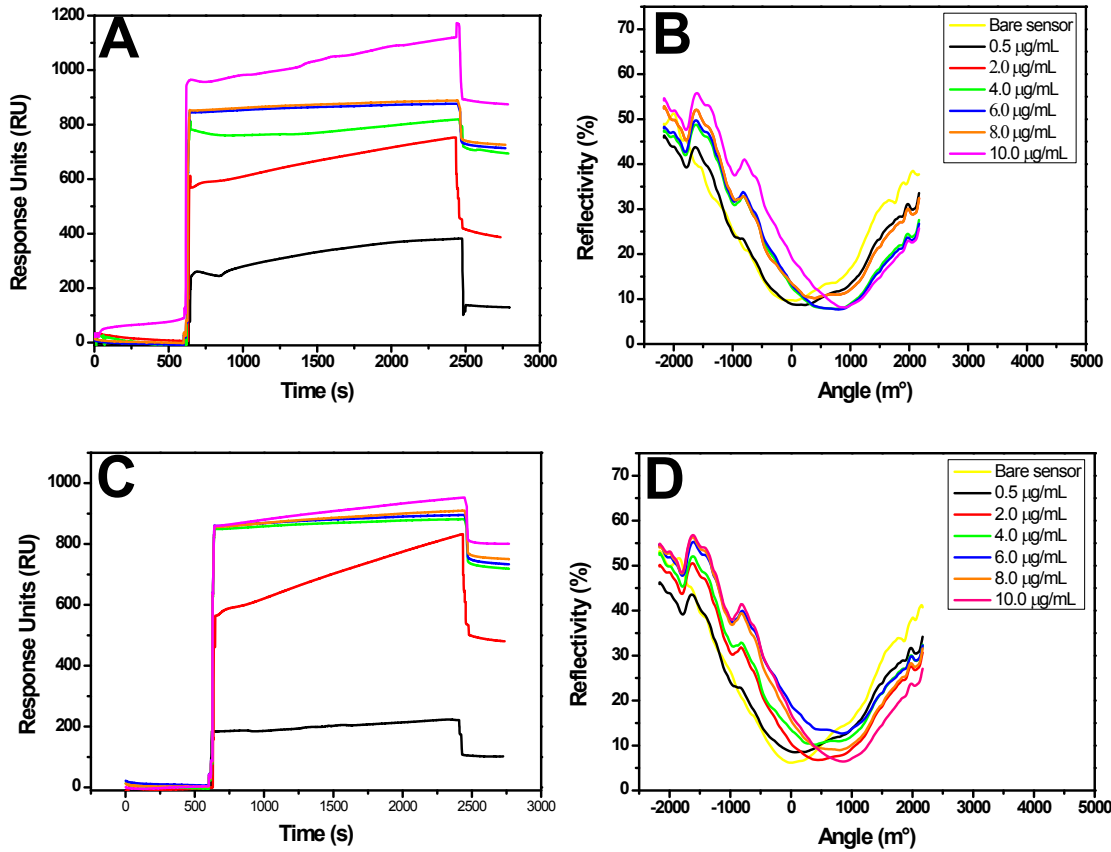 A
Response Units (RU)
1200
1000
800
600
400
200
0
0 500 1000 1500 2000 2500 3000
Time (s)
B
Reflectivity (%)
70
60
50
40
30
20
10
0
-2000 -1000 0 1000 2000 3000 4000 5000
Angle (m°)
Bare sensor
0.5 µg/mL
2.0 µg/mL
4.0 µg/mL
6.0 µg/mL
8.0 µg/mL
10.0 µg/mL
C
Response Units (RU)
1000
800
600
400
200
0
0 500 1000 1500 2000 2500 3000
Time (s)
D
Reflectivity (%)
70
60
50
40
30
20
10
0
-2000 -1000 0 1000 2000 3000 4000 5000
Angle (m°)
Bare sensor
0.5 µg/mL
2.0 µg/mL
4.0 µg/mL
6.0 µg/mL
8.0 µg/mL
10.0 µg/mL